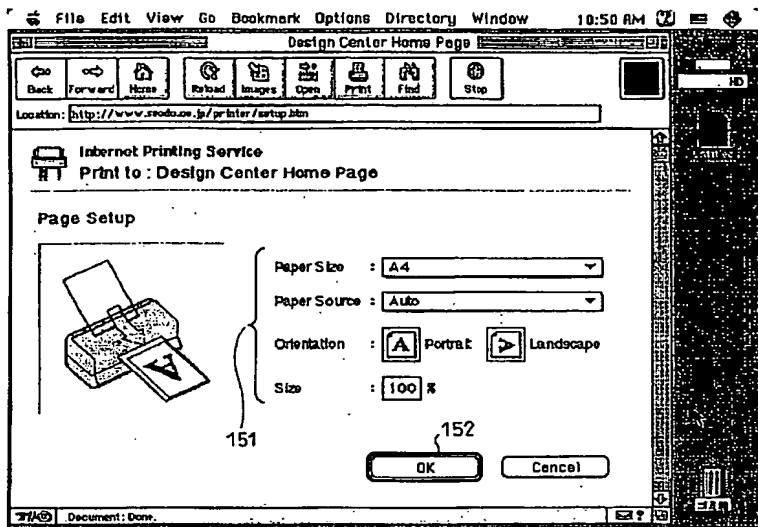 File Edit View Go Bookmark Options Directory Window 10:50 AM
Design Center Home Page
Back Forward Home Reload Images Open Print Find Stop
HD
Location:
Internet Printing Service
Print to : Design Center Home Page
Page Setup
Paper Size : A4
Paper Source : Auto
Orientation : A Portrait A Landscape
Size : 100 %
A
151
152
OK Cancel
Document: Done.